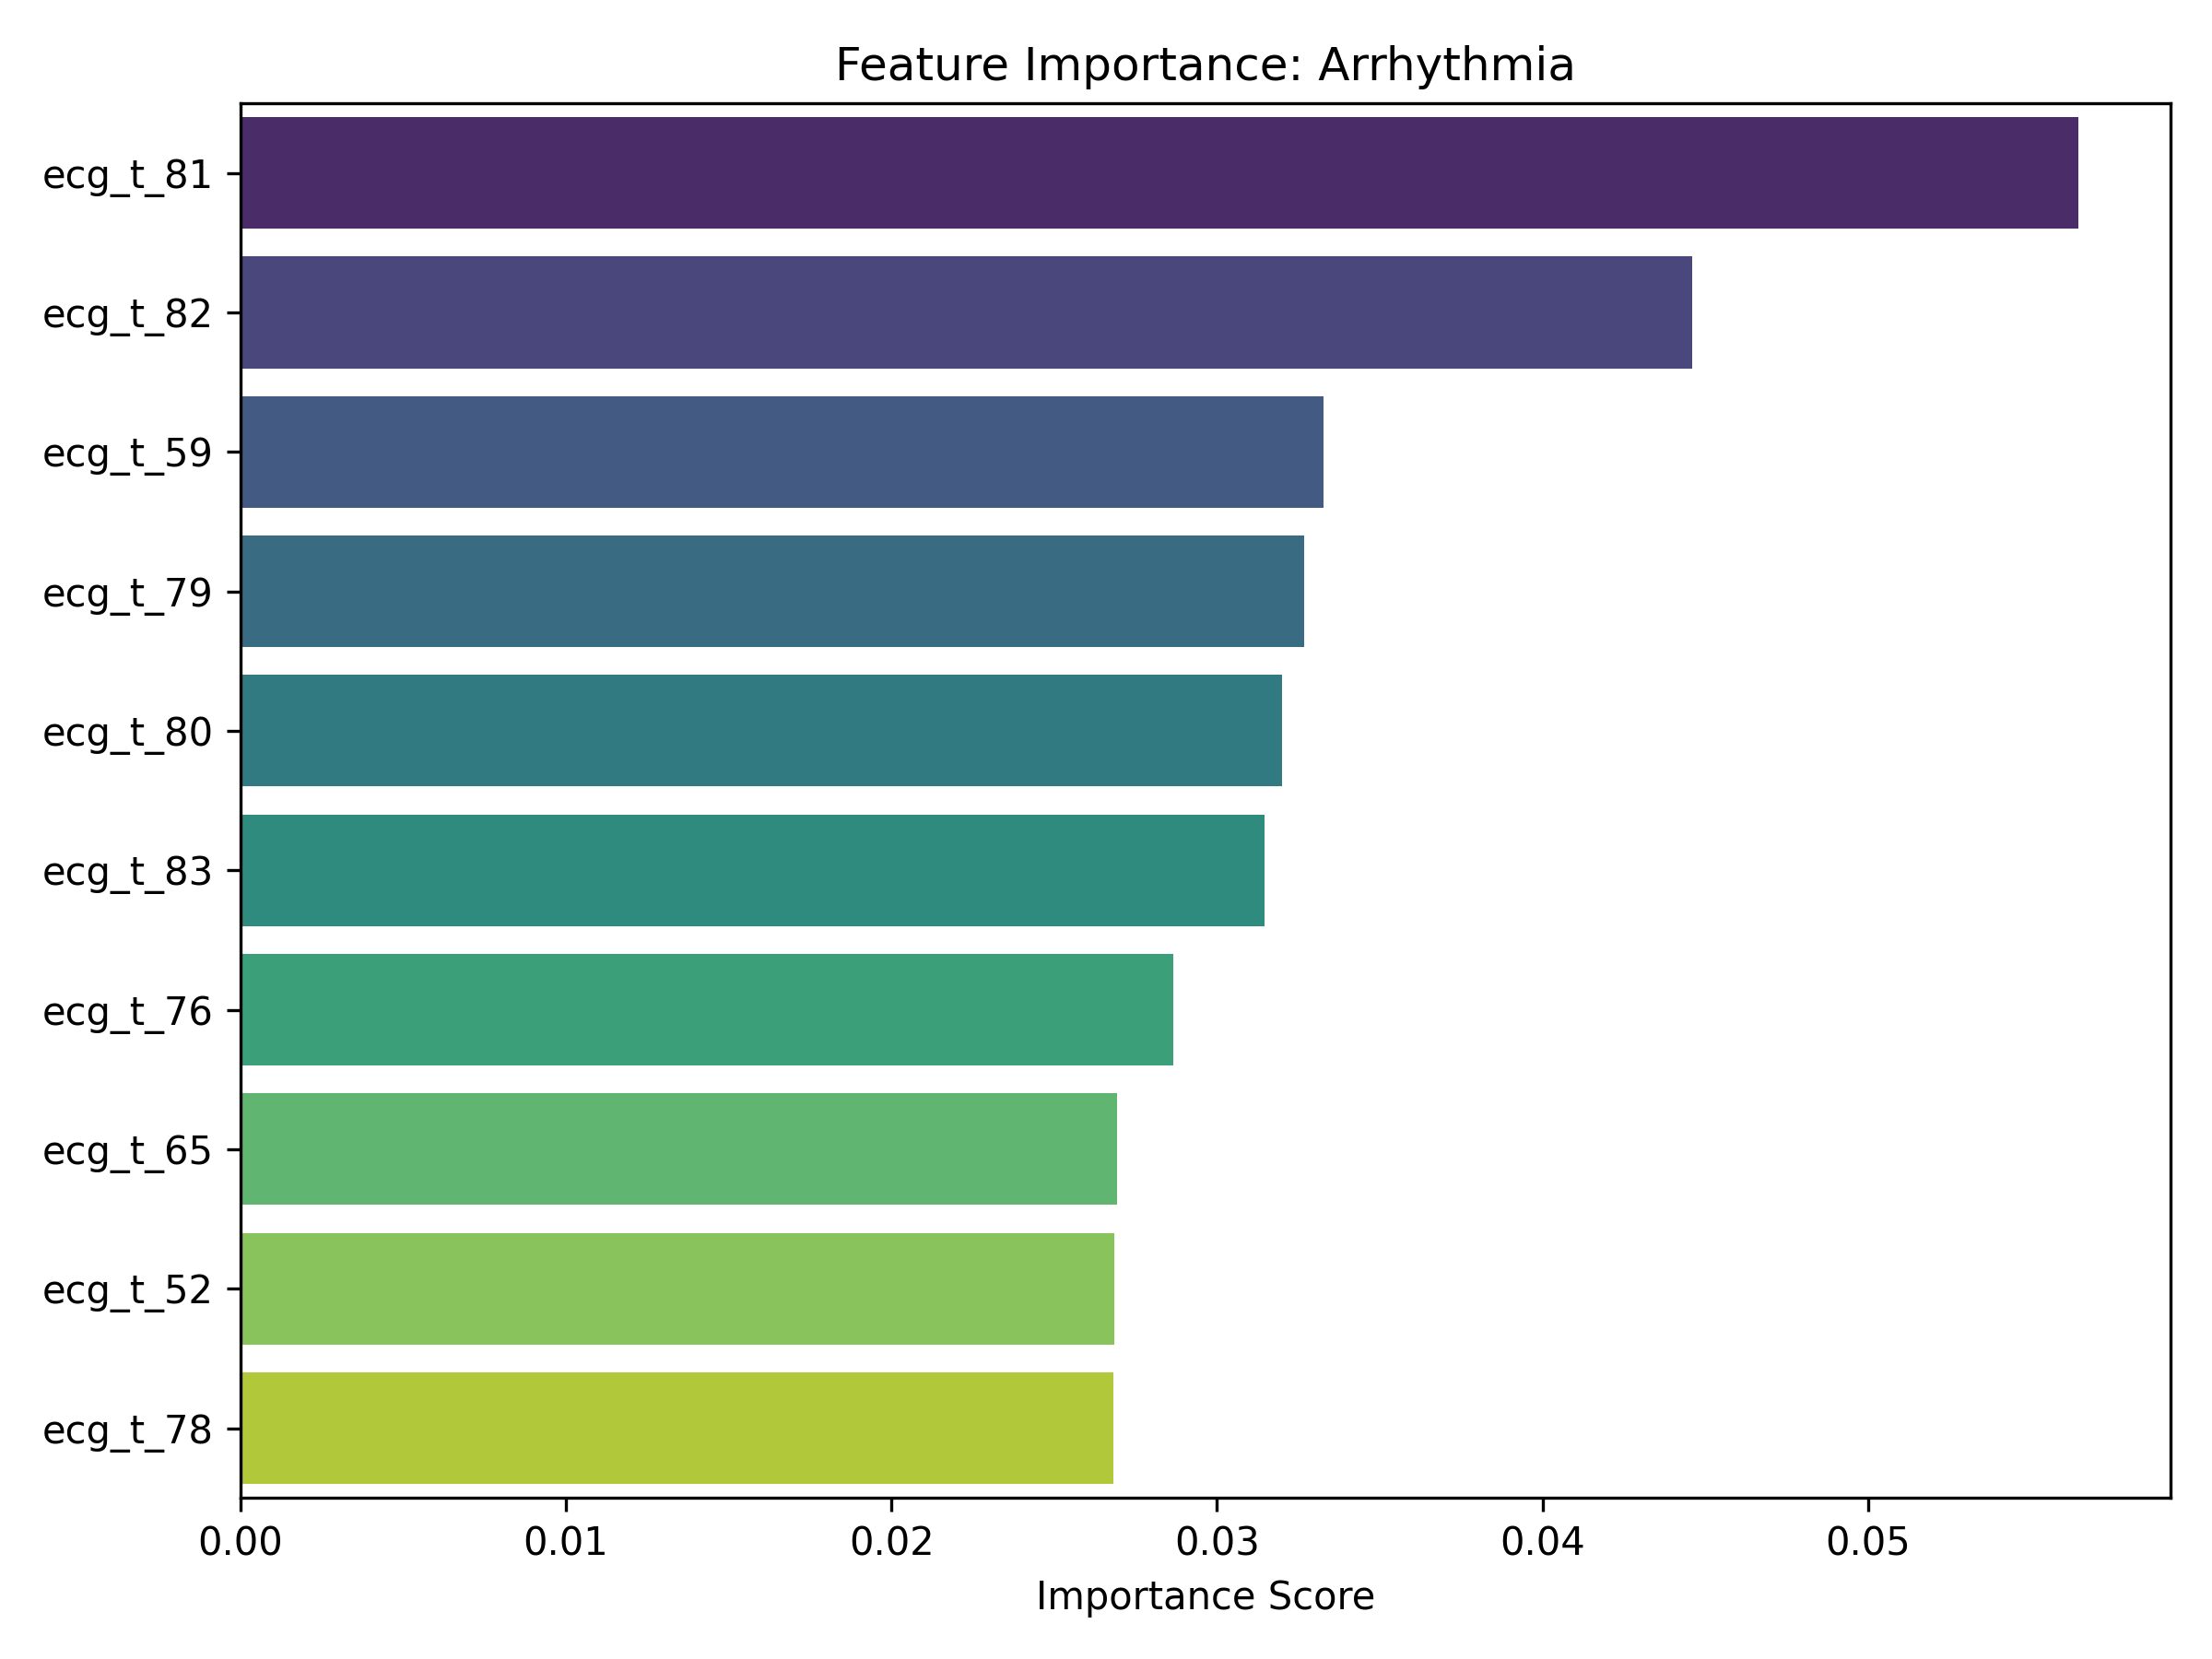 Feature Importance: Arrhythmia
ecg_t_81
ecg_t_82
ecg_t_59
ecg_t_79
ecg_t_80
ecg_t_83
ecg_t_76
ecg_t_65
ecg_t_52
ecg_t_78
0.00 0.01 0.02 0.03 0.04 0.05
Importance Score